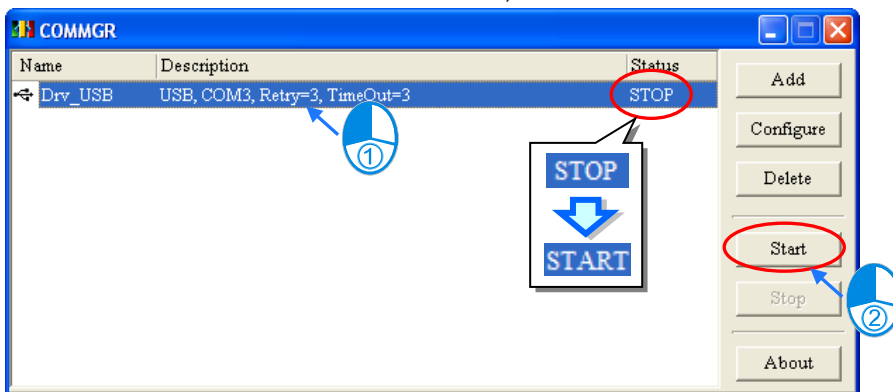 COMMGR
Name Description Status
Drv_USB USB, COM3, Retry=3, TimeOut=3 STOP
Add
Configure
Delete
Start
Stop
About
①
STOP
START
②